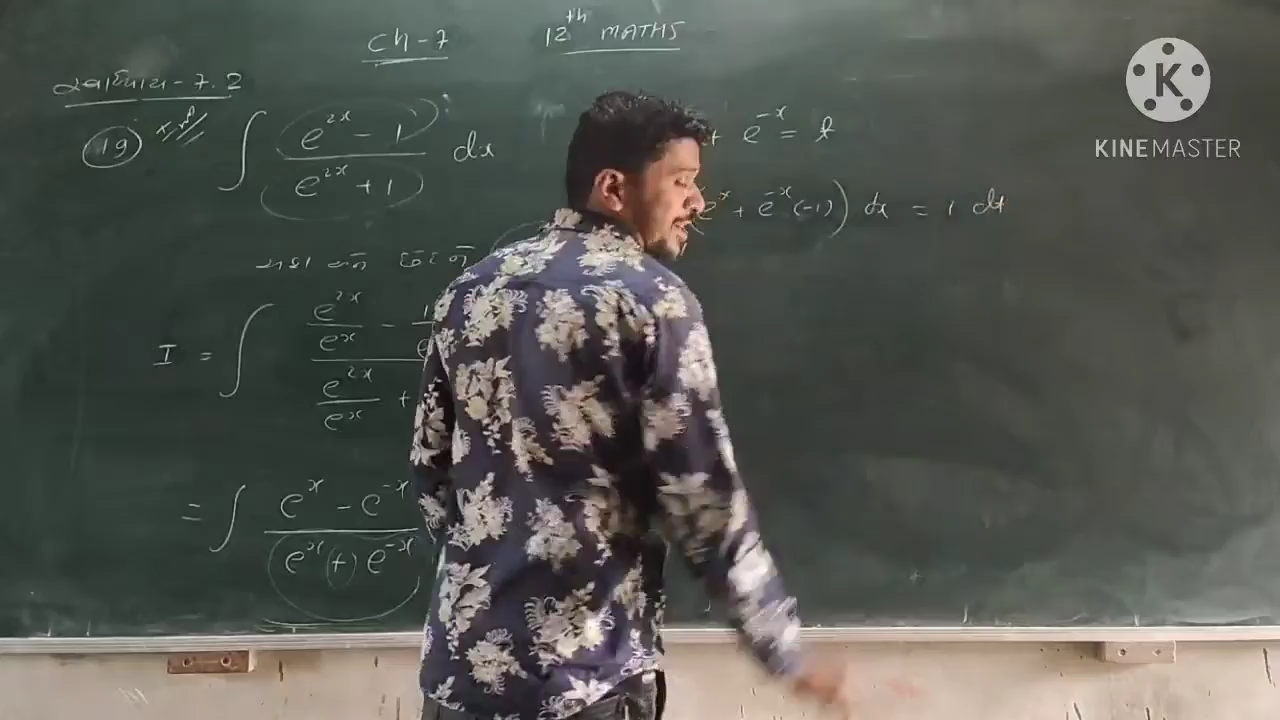 Ch-7 12th MATHS
સ્વાધ્યાય-7.2
19 ∫ (e^{2x} - 1)/(e^{2x} + 1) dx
+ e^{-x} = t
e^x + e^{-x}(-1)) dx = 1 dt
I = ∫ (e^{2x}/e^x - 1)/(e^{2x}/e^x +
= ∫ (e^x - e^{-x})/(e^x (+) e^{-x})
K
KINEMASTER